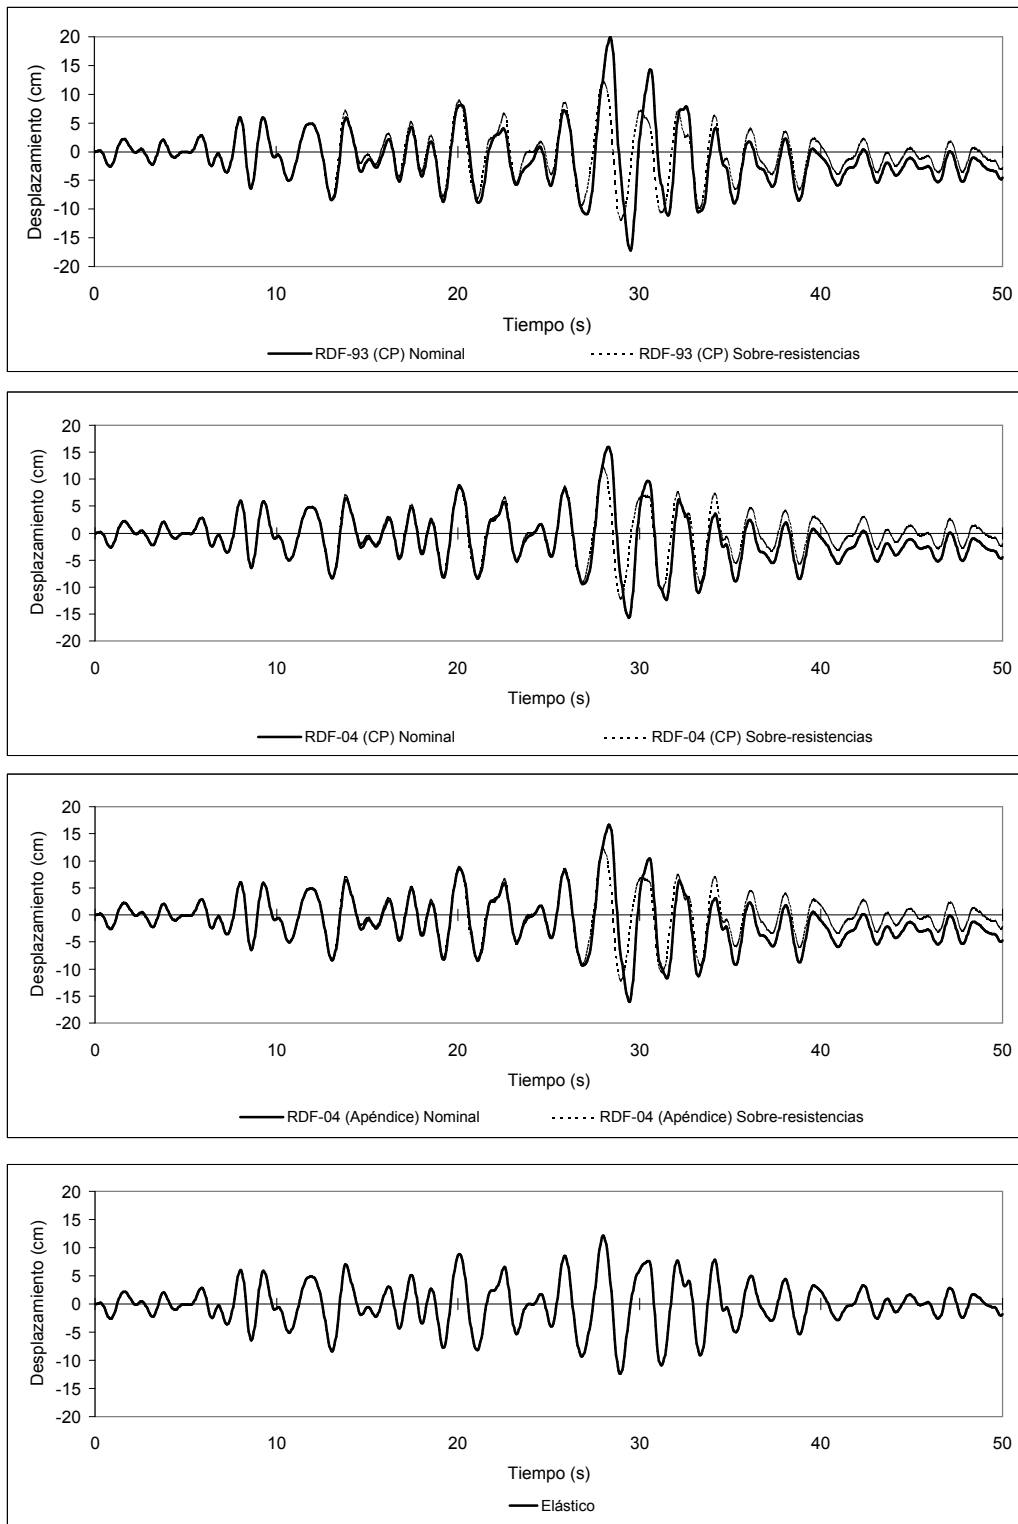 Desplazamiento (cm)
20
15
10
5
0
-5
-10
-15
-20
0 10 20 30 40 50
Tiempo (s)
RDF-93 (CP) Nominal RDF-93 (CP) Sobre-resistencias
Desplazamiento (cm)
20
15
10
5
0
-5
-10
-15
-20
0 10 20 30 40 50
Tiempo (s)
RDF-04 (CP) Nominal RDF-04 (CP) Sobre-resistencias
Desplazamiento (cm)
20
15
10
5
0
-5
-10
-15
-20
0 10 20 30 40 50
Tiempo (s)
RDF-04 (Apéndice) Nominal RDF-04 (Apéndice) Sobre-resistencias
Desplazamiento (cm)
20
15
10
5
0
-5
-10
-15
-20
0 10 20 30 40 50
Tiempo (s)
Elástico